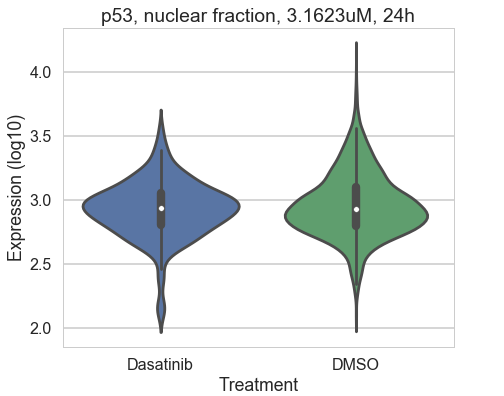 p53, nuclear fraction, 3.1623uM, 24h
Expression (log10)
4.0
3.5
3.0
2.5
2.0
Dasatinib DMSO
Treatment